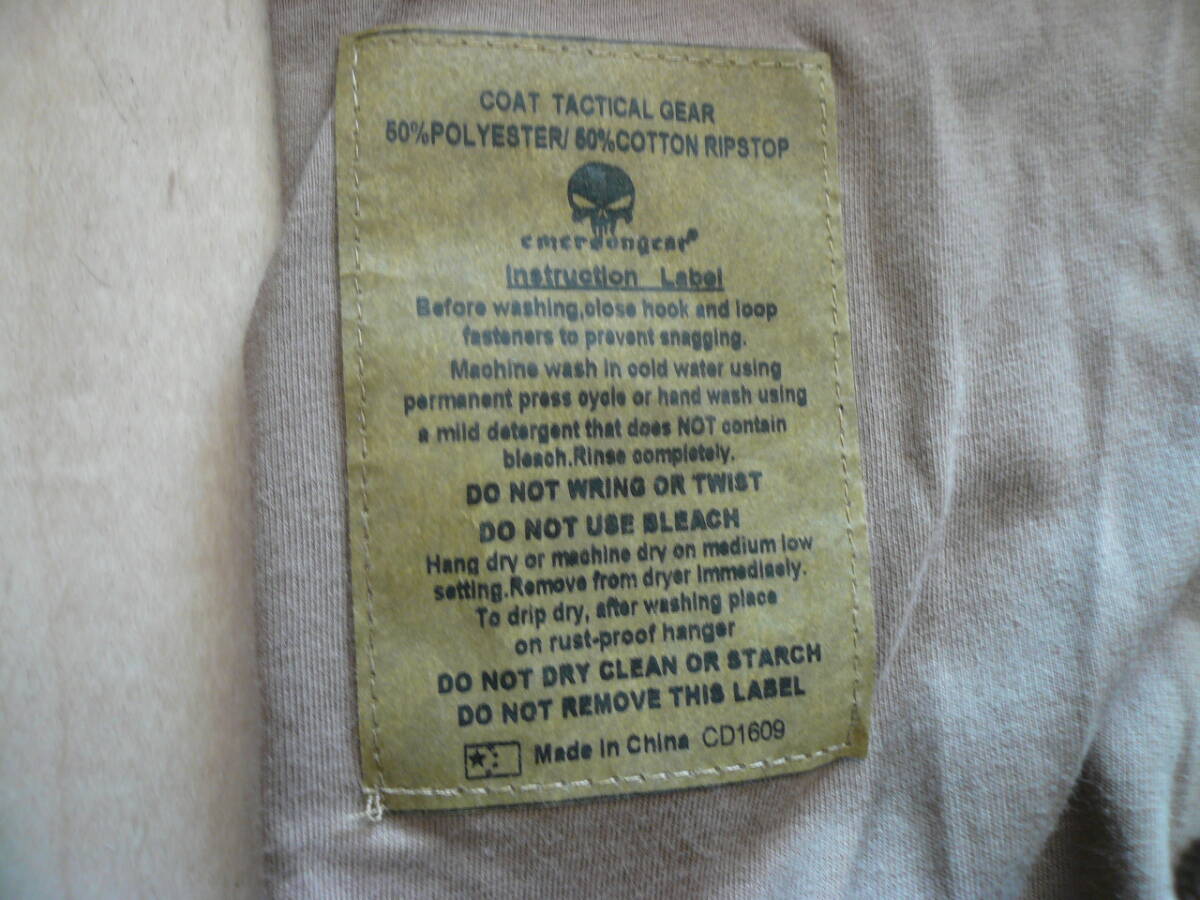 COAT TACTICAL GEAR
50%POLYESTER/ 50%COTTON RIPSTOP
emersongear®
Instruction Label
Before washing,close hook and loop
fasteners to prevent snagging.
Machine wash in cold water using
permanent press cycle or hand wash using
a mild detergent that does NOT contain
bleach.Rinse completely.
DO NOT WRING OR TWIST
DO NOT USE BLEACH
Hang dry or machine dry on medium low
setting.Remove from dryer immediaely.
To drip dry, after washing place
on rust-proof hanger
DO NOT DRY CLEAN OR STARCH
DO NOT REMOVE THIS LABEL
Made in China CD1609